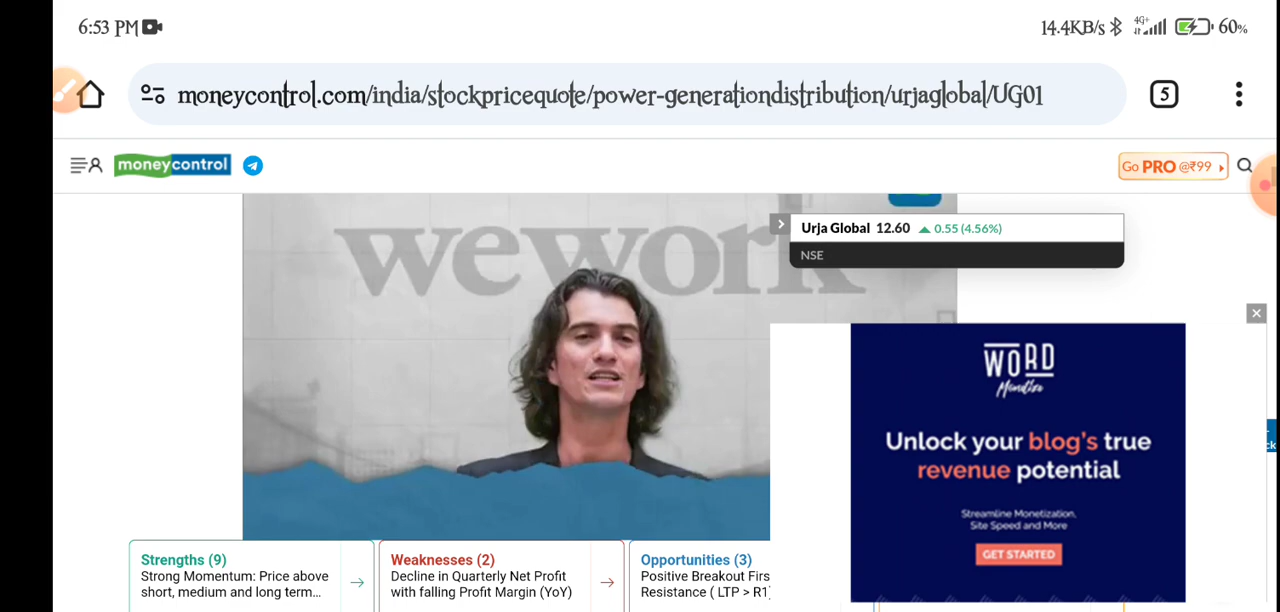 6:53 PM
14.4KB/s 4G+ 60%
moneycontrol.com/india/stockpricequote/power-generationdistribution/urjaglobal/UG01
5
moneycontrol
Go PRO @₹99
wework
Urja Global 12.60 0.55 (4.56%)
NSE
WORD
Monetize
Unlock your blog's true
revenue potential
Streamline Monetization,
Site Speed and More
GET STARTED
Strengths (9)
Strong Momentum: Price above
short, medium and long term...
Weaknesses (2)
Decline in Quarterly Net Profit
with falling Profit Margin (YoY)
Opportunities (3)
Positive Breakout Firs
Resistance ( LTP > R1)